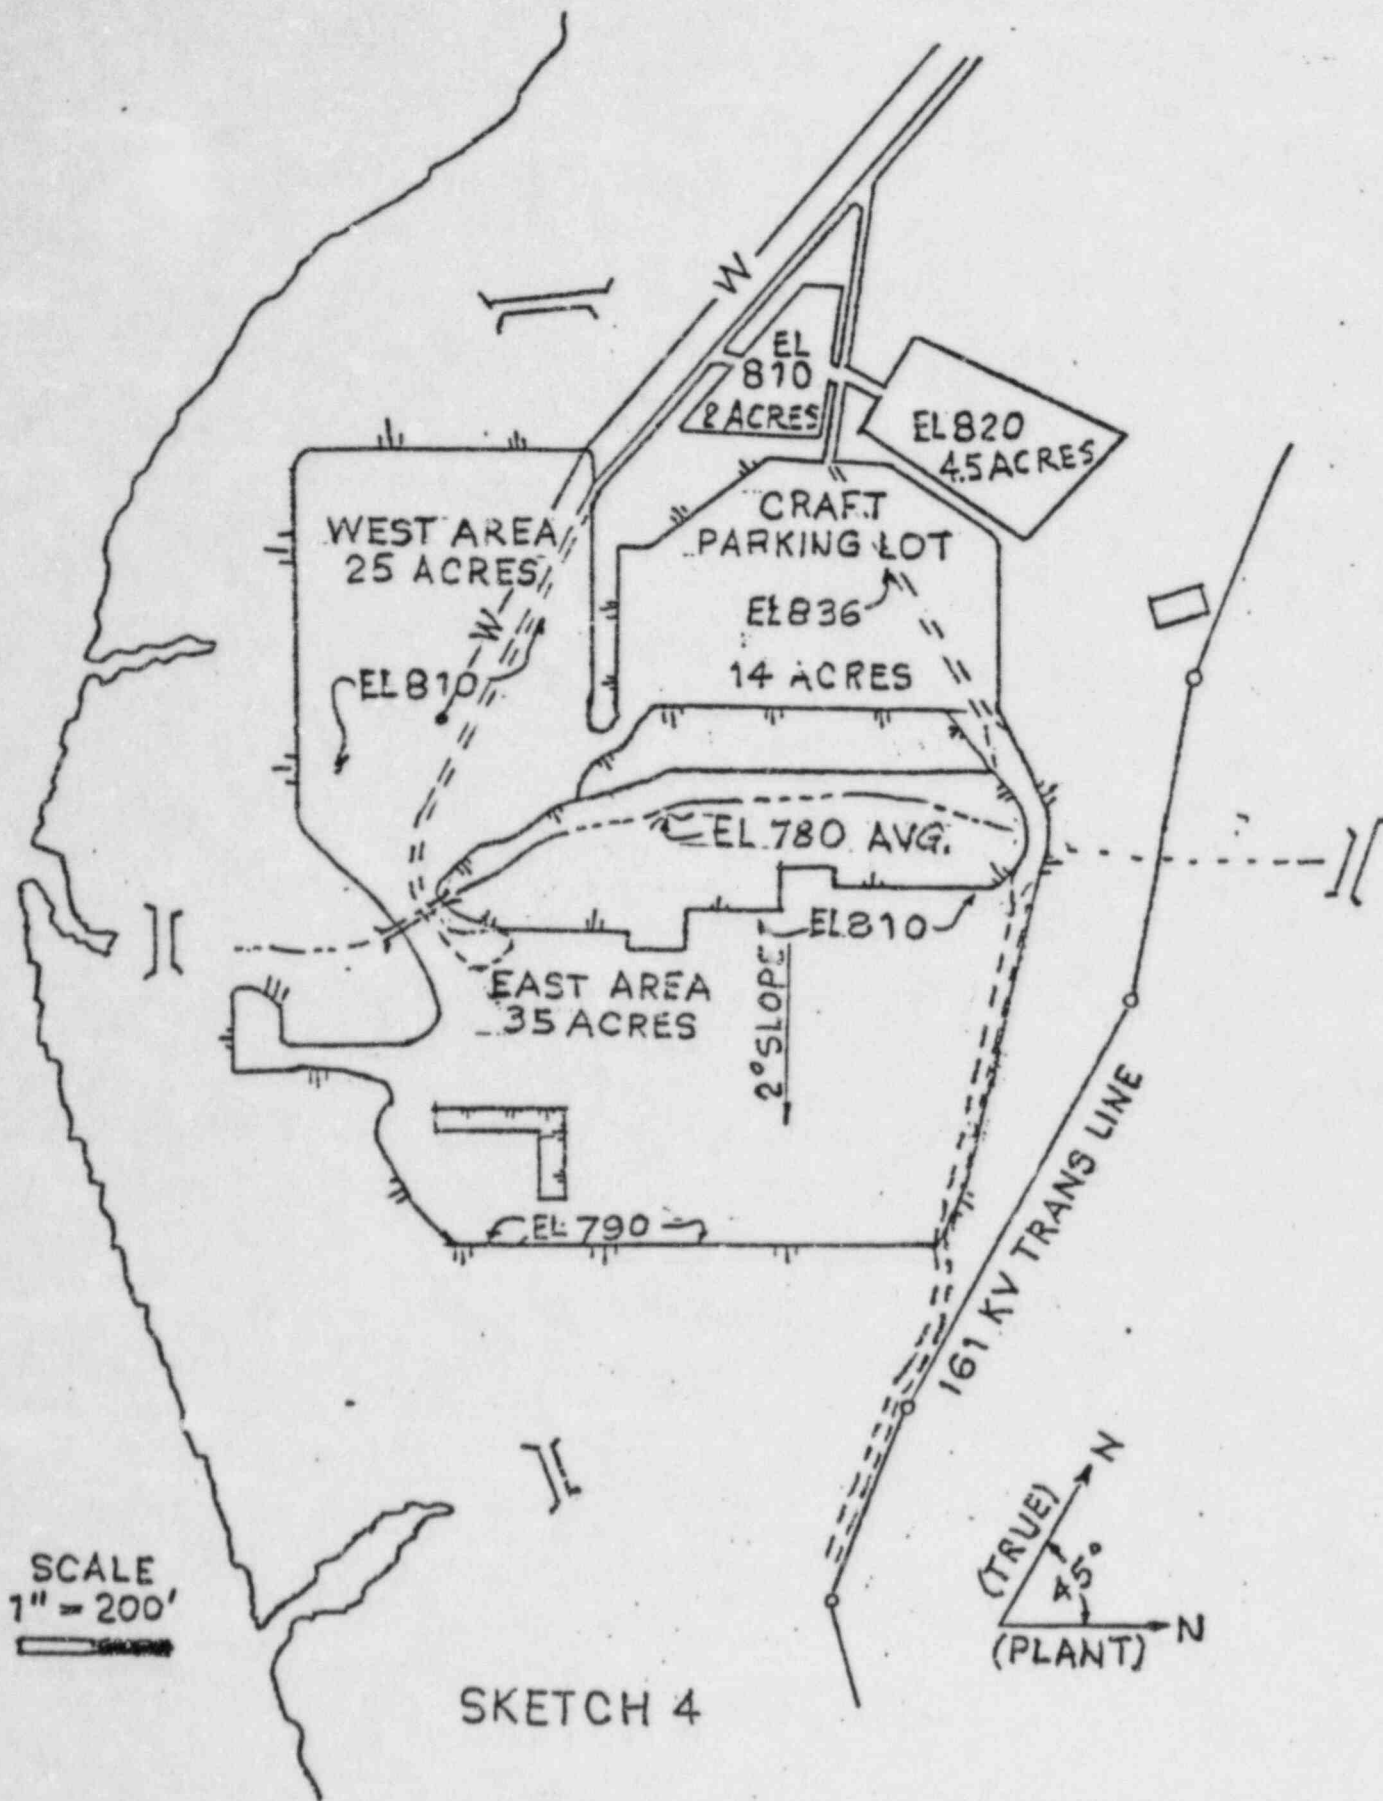 W
EL
810
2 ACRES
EL 820
4.5 ACRES
WEST AREA
25 ACRES
CRAFT
PARKING LOT
EL 836
14 ACRES
W
EL 810
EL 780 AVG.
EL 810
EAST AREA
35 ACRES
2° SLOPE
EL 790
161 KV TRANS LINE
N
(TRUE)
45°
N
(PLANT)
SCALE
1" = 200'
SKETCH 4